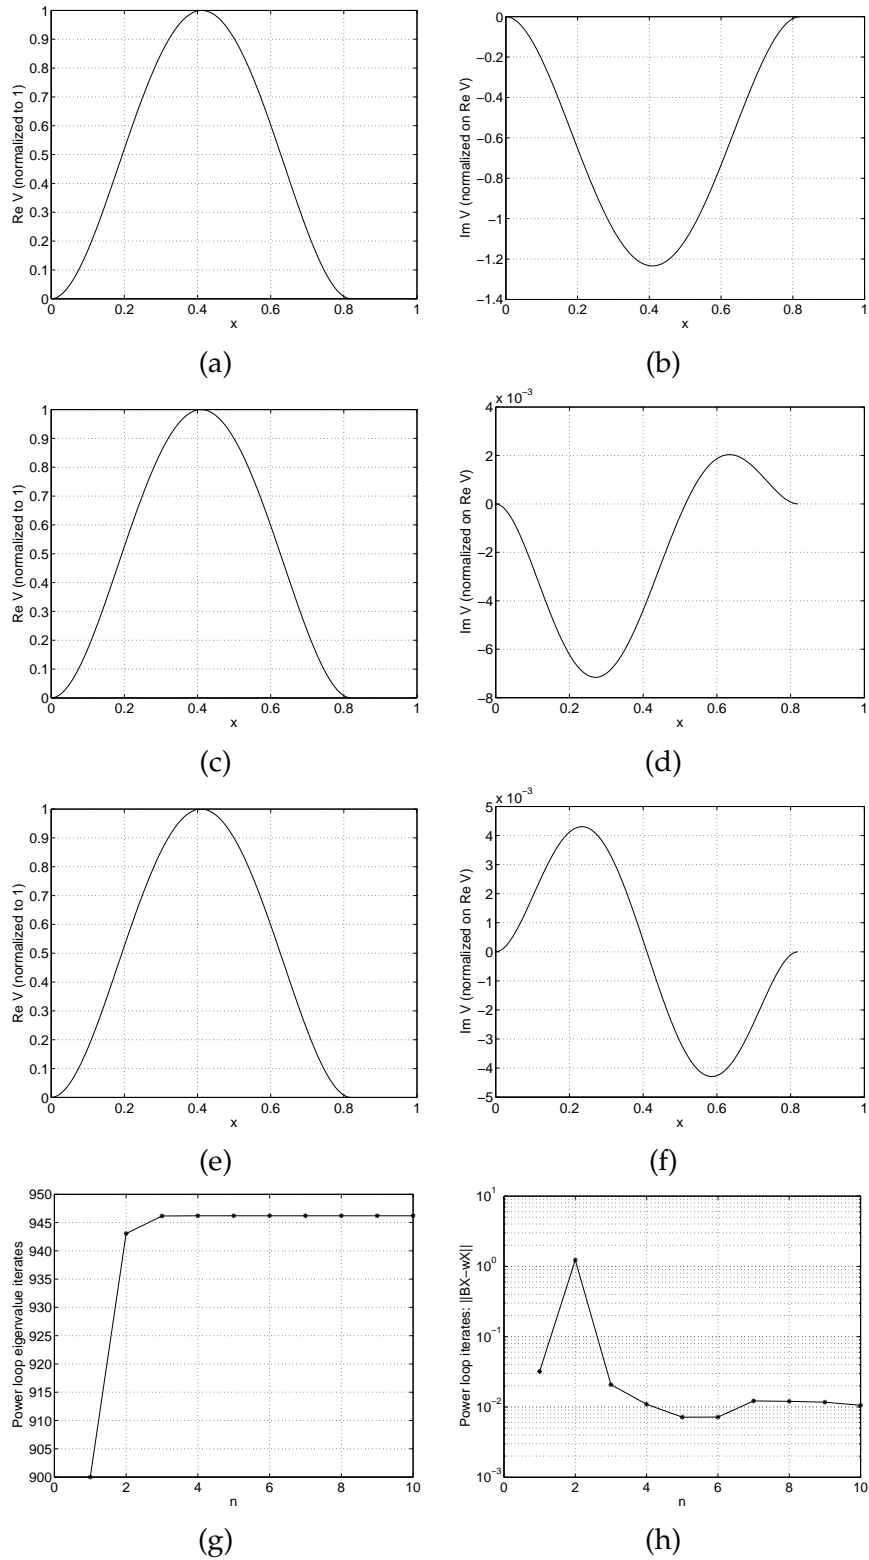 Re V (normalized to 1)
1
0.9
0.8
0.7
0.6
0.5
0.4
0.3
0.2
0.1
0
0 0.2 0.4 0.6 0.8 1
x
(a)
Im V (normalized on Re V)
0
−0.2
−0.4
−0.6
−0.8
−1
−1.2
−1.4
0 0.2 0.4 0.6 0.8 1
x
(b)
Re V (normalized to 1)
1
0.9
0.8
0.7
0.6
0.5
0.4
0.3
0.2
0.1
0
0 0.2 0.4 0.6 0.8 1
x
(c)
Im V (normalized on Re V)
x 10⁻³
4
2
0
−2
−4
−6
−8
0 0.2 0.4 0.6 0.8 1
x
(d)
Re V (normalized to 1)
1
0.9
0.8
0.7
0.6
0.5
0.4
0.3
0.2
0.1
0
0 0.2 0.4 0.6 0.8 1
x
(e)
Im V (normalized on Re V)
x 10⁻³
5
4
3
2
1
0
−1
−2
−3
−4
−5
0 0.2 0.4 0.6 0.8 1
x
(f)
Power loop eigenvalue iterates
950
945
940
935
930
925
920
915
910
905
900
0 2 4 6 8 10
n
(g)
Power loop iterates: ||BX−wX||
10¹
10⁰
10⁻¹
10⁻²
10⁻³
0 2 4 6 8 10
n
(h)